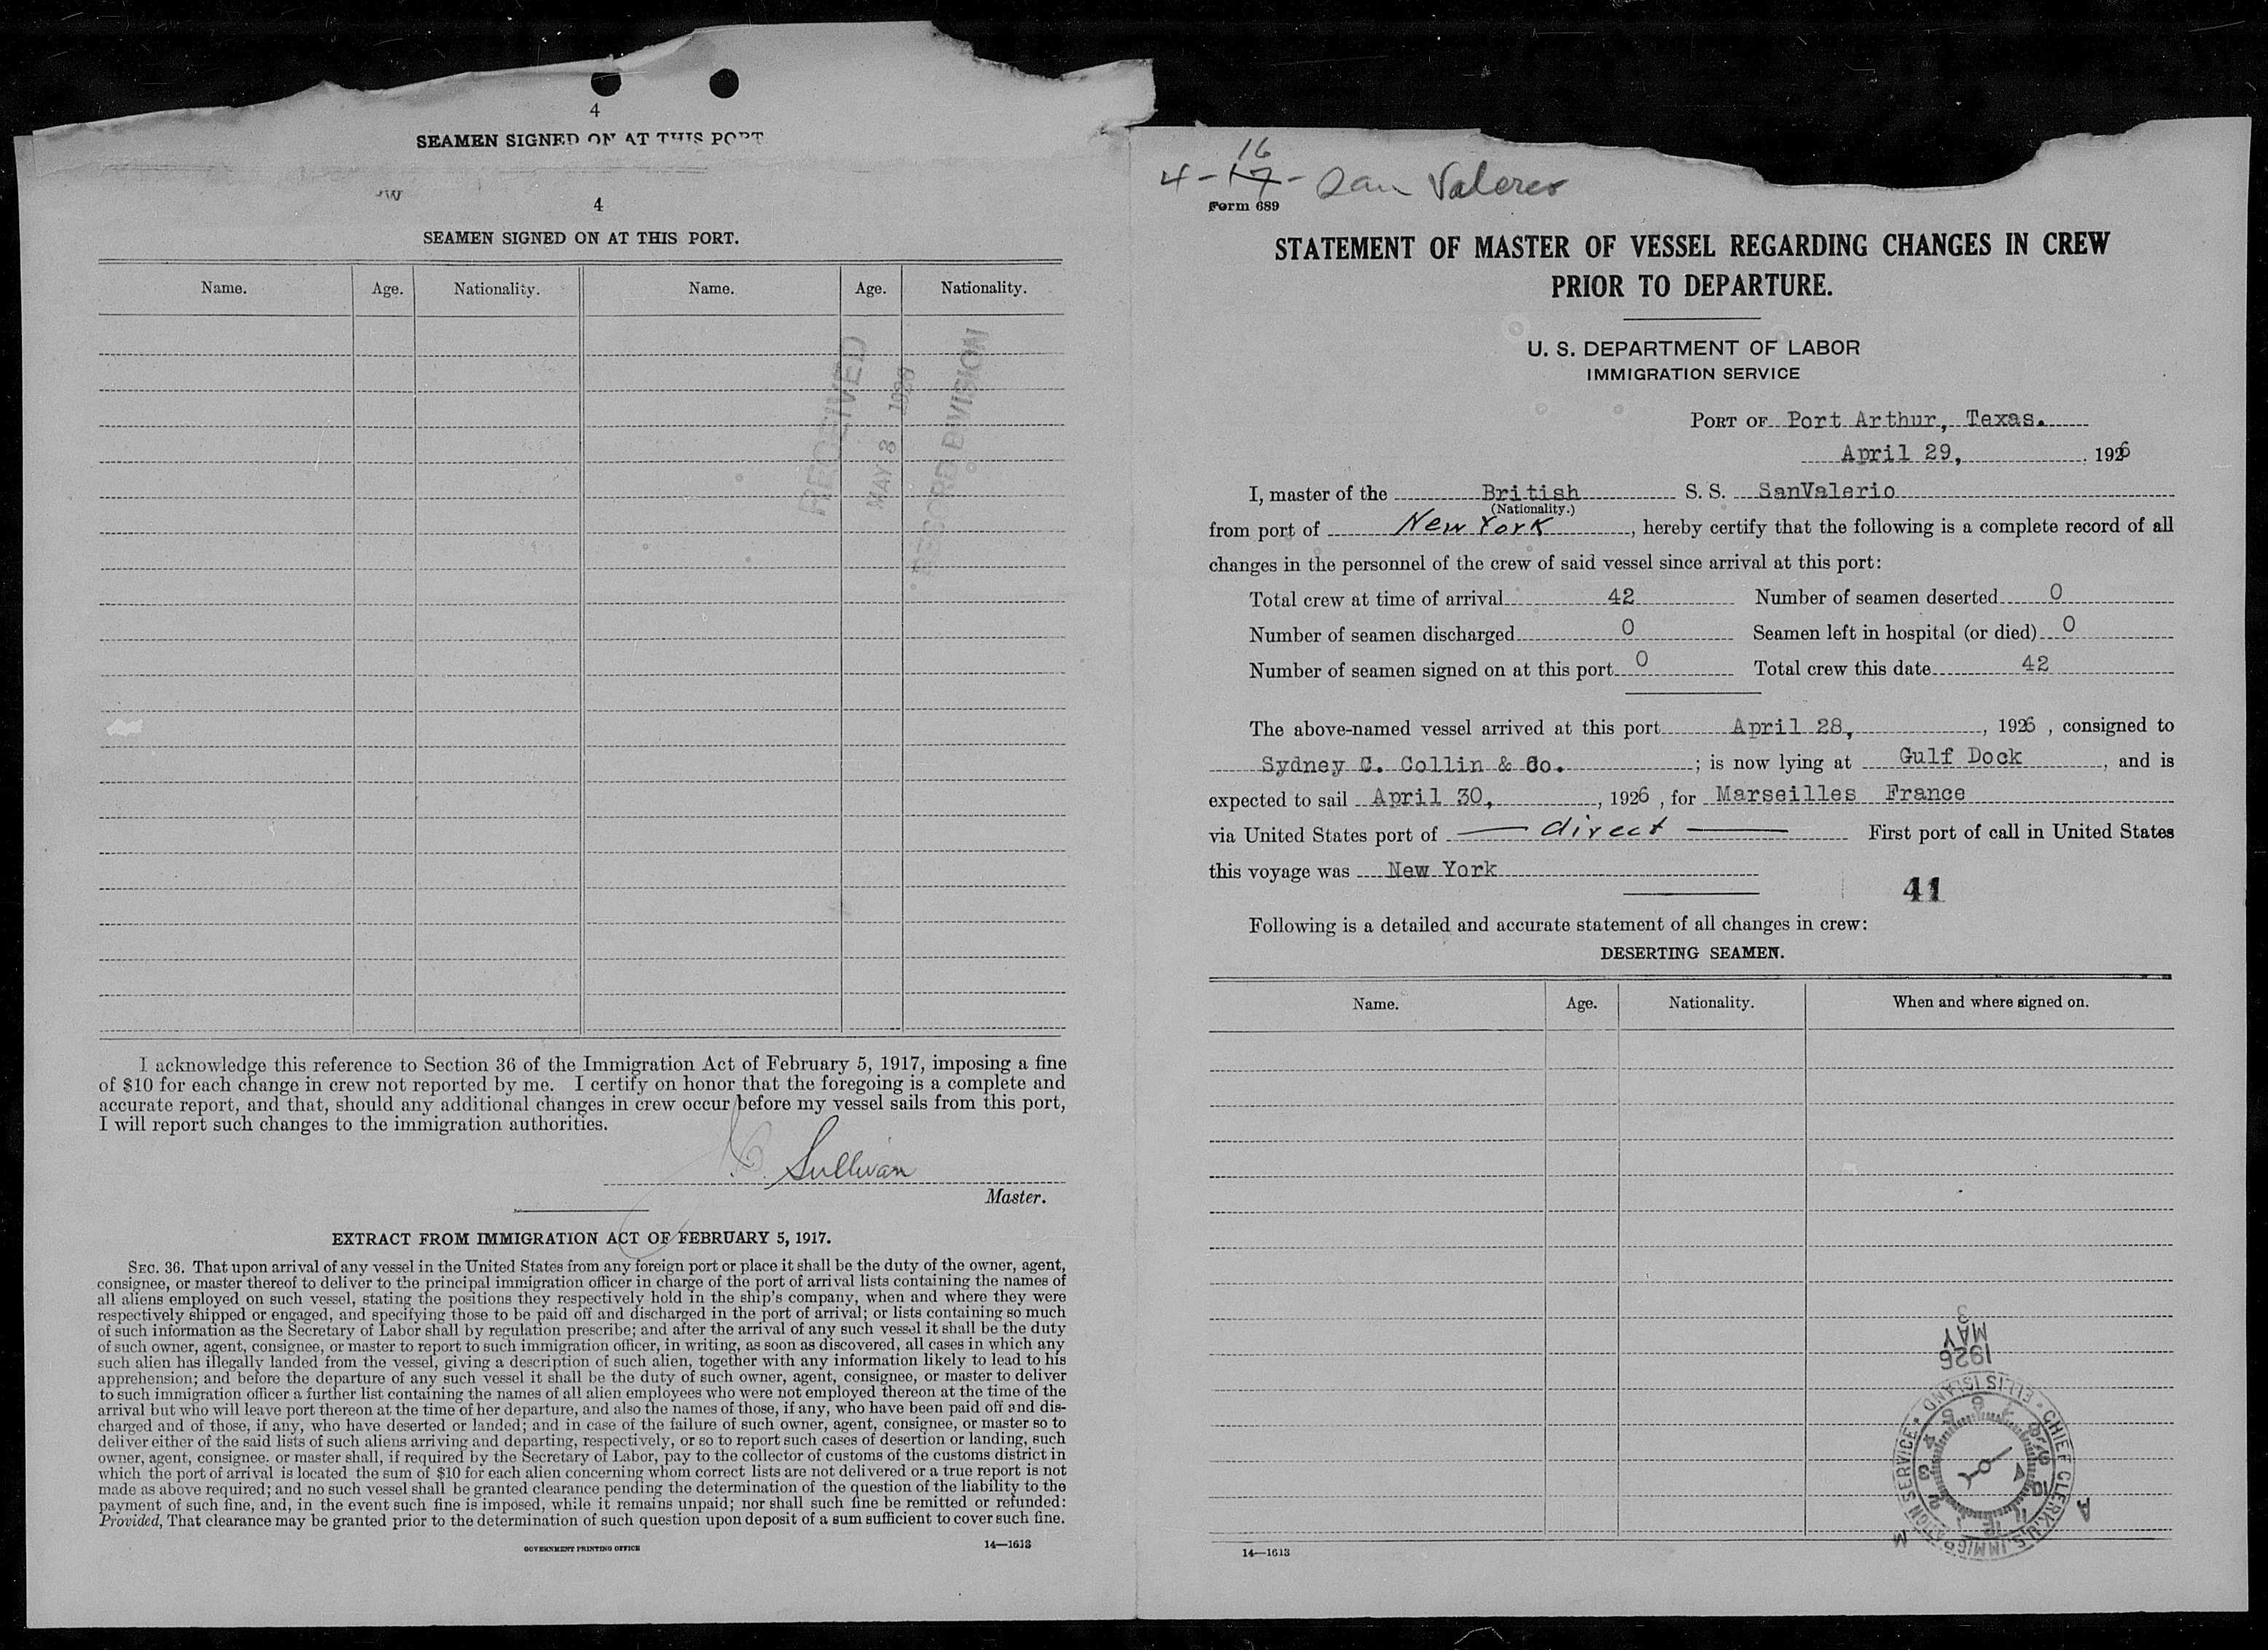 4
SEAMEN SIGNED ON AT THIS PORT
4
SEAMEN SIGNED ON AT THIS PORT.
Name. Age. Nationality. Name. Age. Nationality.
RECEIVED
MAY 3 1926
RECORD DIVISION
I acknowledge this reference to Section 36 of the Immigration Act of February 5, 1917, imposing a fine
of $10 for each change in crew not reported by me. I certify on honor that the foregoing is a complete and
accurate report, and that, should any additional changes in crew occur before my vessel sails from this port,
I will report such changes to the immigration authorities.
Sullivan
Master.
EXTRACT FROM IMMIGRATION ACT OF FEBRUARY 5, 1917.
SEC. 36. That upon arrival of any vessel in the United States from any foreign port or place it shall be the duty of the owner, agent,
consignee, or master thereof to deliver to the principal immigration officer in charge of the port of arrival lists containing the names of
all aliens employed on such vessel, stating the positions they respectively hold in the ship's company, when and where they were
respectively shipped or engaged, and specifying those to be paid off and discharged in the port of arrival; or lists containing so much
of such information as the Secretary of Labor shall by regulation prescribe; and after the arrival of any such vessel it shall be the duty
of such owner, agent, consignee, or master to report to such immigration officer, in writing, as soon as discovered, all cases in which any
such alien has illegally landed from the vessel, giving a description of such alien, together with any information likely to lead to his
apprehension; and before the departure of any such vessel it shall be the duty of such owner, agent, consignee, or master to deliver
to such immigration officer a further list containing the names of all alien employees who were not employed thereon at the time of the
arrival but who will leave port thereon at the time of her departure, and also the names of those, if any, who have been paid off and dis-
charged and of those, if any, who have deserted or landed; and in case of the failure of such owner, agent, consignee, or master so to
deliver either of the said lists of such aliens arriving and departing, respectively, or so to report such cases of desertion or landing, such
owner, agent, consignee, or master shall, if required by the Secretary of Labor, pay to the collector of customs of the customs district in
which the port of arrival is located the sum of $10 for each alien concerning whom correct lists are not delivered or a true report is not
made as above required; and no such vessel shall be granted clearance pending the determination of the question of the liability to the
payment of such fine, and, in the event such fine is imposed, while it remains unpaid; nor shall such fine be remitted or refunded:
Provided, That clearance may be granted prior to the determination of such question upon deposit of a sum sufficient to cover such fine.
GOVERNMENT PRINTING OFFICE 14—1613
16
4-17- San Valerio
Form 689
STATEMENT OF MASTER OF VESSEL REGARDING CHANGES IN CREW
PRIOR TO DEPARTURE.
U. S. DEPARTMENT OF LABOR
IMMIGRATION SERVICE
PORT OF Port Arthur, Texas.
April 29, 1926
I, master of the British S. S. SanValerio
(Nationality.)
from port of New York, hereby certify that the following is a complete record of all
changes in the personnel of the crew of said vessel since arrival at this port:
Total crew at time of arrival 42 Number of seamen deserted 0
Number of seamen discharged 0 Seamen left in hospital (or died) 0
Number of seamen signed on at this port 0 Total crew this date 42
The above-named vessel arrived at this port April 28, , 1926 , consigned to
Sydney C. Collin & Co. ; is now lying at Gulf Dock , and is
expected to sail April 30, , 1926 , for Marseilles France
via United States port of — direct — First port of call in United States
this voyage was New York
41
Following is a detailed and accurate statement of all changes in crew:
DESERTING SEAMEN.
Name. Age. Nationality. When and where signed on.
3
MAY
1926
CHIEF CLERK, U.S. IMMIGRATION SERVICE • ELLIS ISLAND •
14—1613